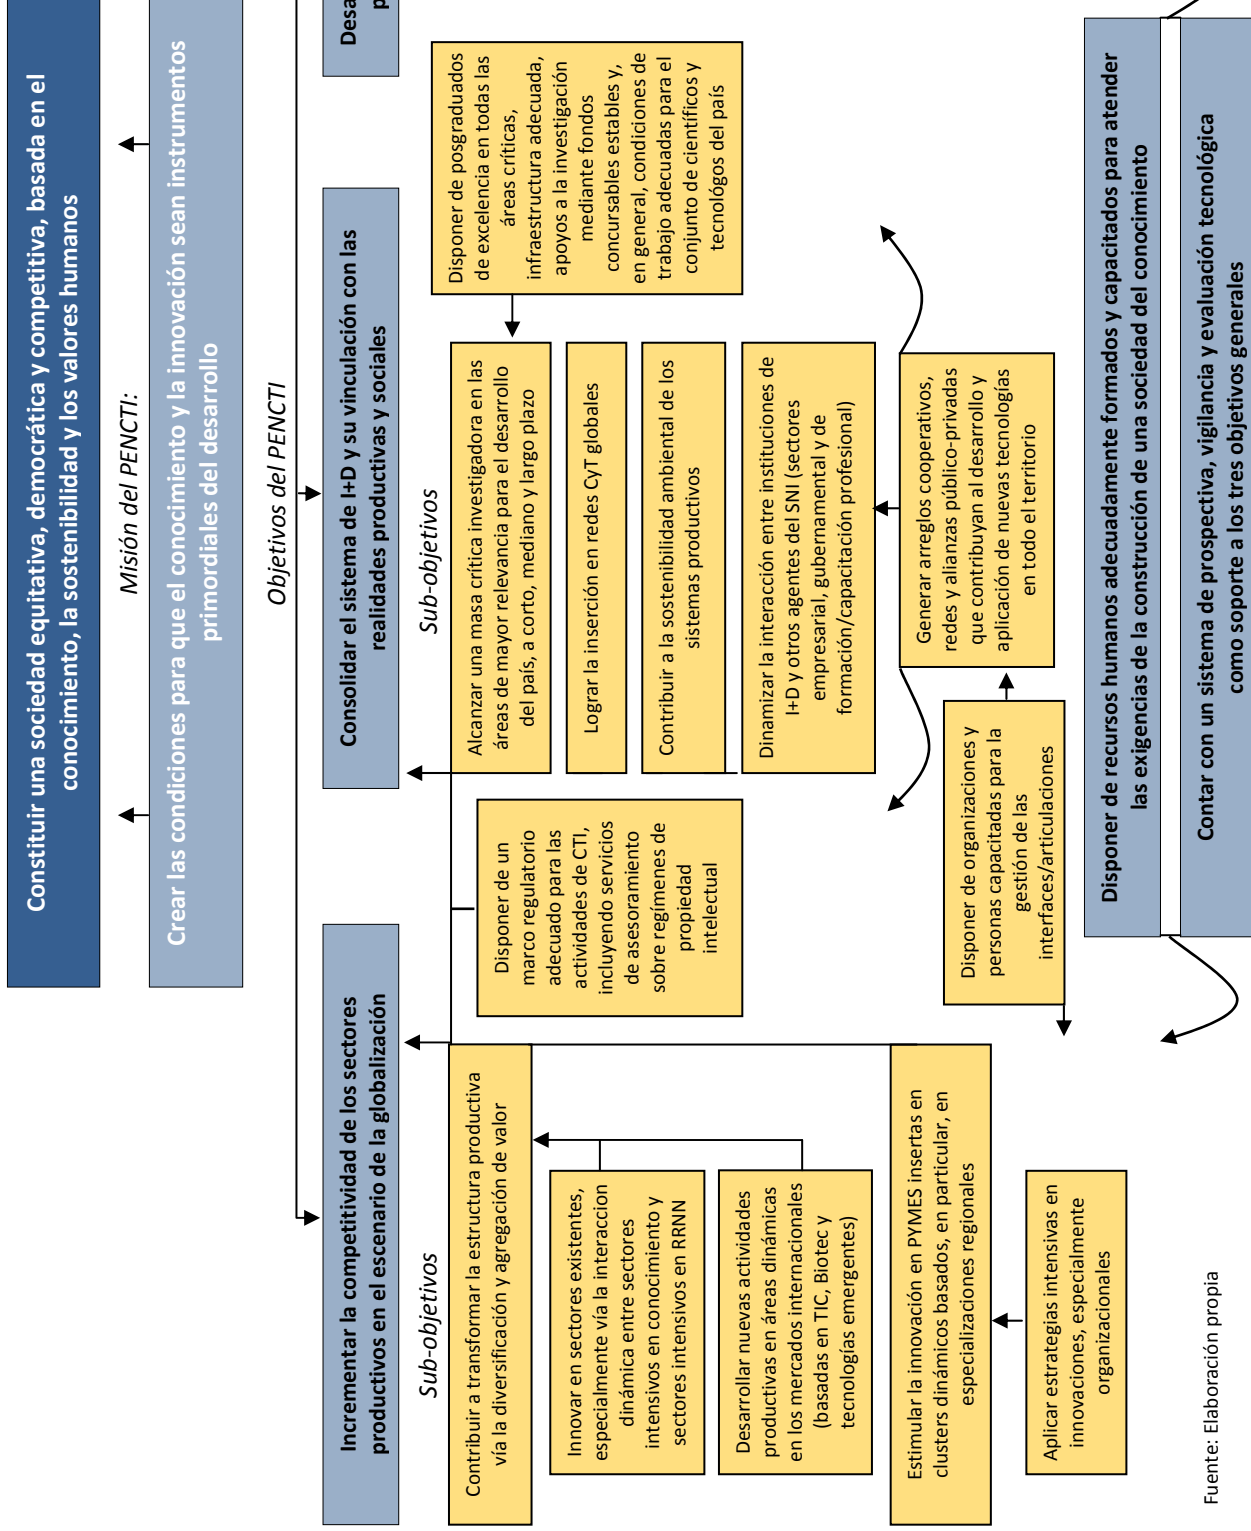 Constituir una sociedad equitativa, democrática y competitiva, basada en el
conocimiento, la sostenibilidad y los valores humanos
Misión del PENCTI:
Crear las condiciones para que el conocimiento y la innovación sean instrumentos
primordiales del desarrollo
Objetivos del PENCTI
Incrementar la competitividad de los sectores
productivos en el escenario de la globalización
Sub-objetivos
Contribuir a transformar la estructura productiva
vía la diversificación y agregación de valor
Innovar en sectores existentes,
especialmente vía la interaccion
dinámica entre sectores
intensivos en conocimiento y
sectores intensivos en RRNN
Desarrollar nuevas actividades
productivas en áreas dinámicas
en los mercados internacionales
(basadas en TIC, Biotec y
tecnologías emergentes)
Estimular la innovación en PYMES insertas en
clusters dinámicos basados, en particular, en
especializaciones regionales
Aplicar estrategias intensivas en
innovaciones, especialmente
organizacionales
Disponer de un
marco regulatorio
adecuado para las
actividades de CTI,
incluyendo servicios
de asesoramiento
sobre regímenes de
propiedad
intelectual
Consolidar el sistema de I+D y su vinculación con las
realidades productivas y sociales
Sub-objetivos
Alcanzar una masa crítica investigadora en las
áreas de mayor relevancia para el desarrollo
del país, a corto, mediano y largo plazo
Lograr la inserción en redes CyT globales
Contribuir a la sostenibilidad ambiental de los
sistemas productivos
Dinamizar la interacción entre instituciones de
I+D y otros agentes del SNI (sectores
empresarial, gubernamental y de
formación/capacitación profesional)
Generar arreglos cooperativos,
redes y alianzas público-privadas
que contribuyan al desarrollo y
aplicación de nuevas tecnologías
en todo el territorio
Disponer de organizaciones y
personas capacitadas para la
gestión de las
interfaces/articulaciones
Disponer de posgraduados
de excelencia en todas las
áreas críticas,
infraestructura adecuada,
apoyos a la investigación
mediante fondos
concursables estables y,
en general, condiciones de
trabajo adecuadas para el
conjunto de científicos y
tecnólogos del país
Desa
p
Disponer de recursos humanos adecuadamente formados y capacitados para atender
las exigencias de la construcción de una sociedad del conocimiento
Contar con un sistema de prospectiva, vigilancia y evaluación tecnológica
como soporte a los tres objetivos generales
Fuente: Elaboración propia